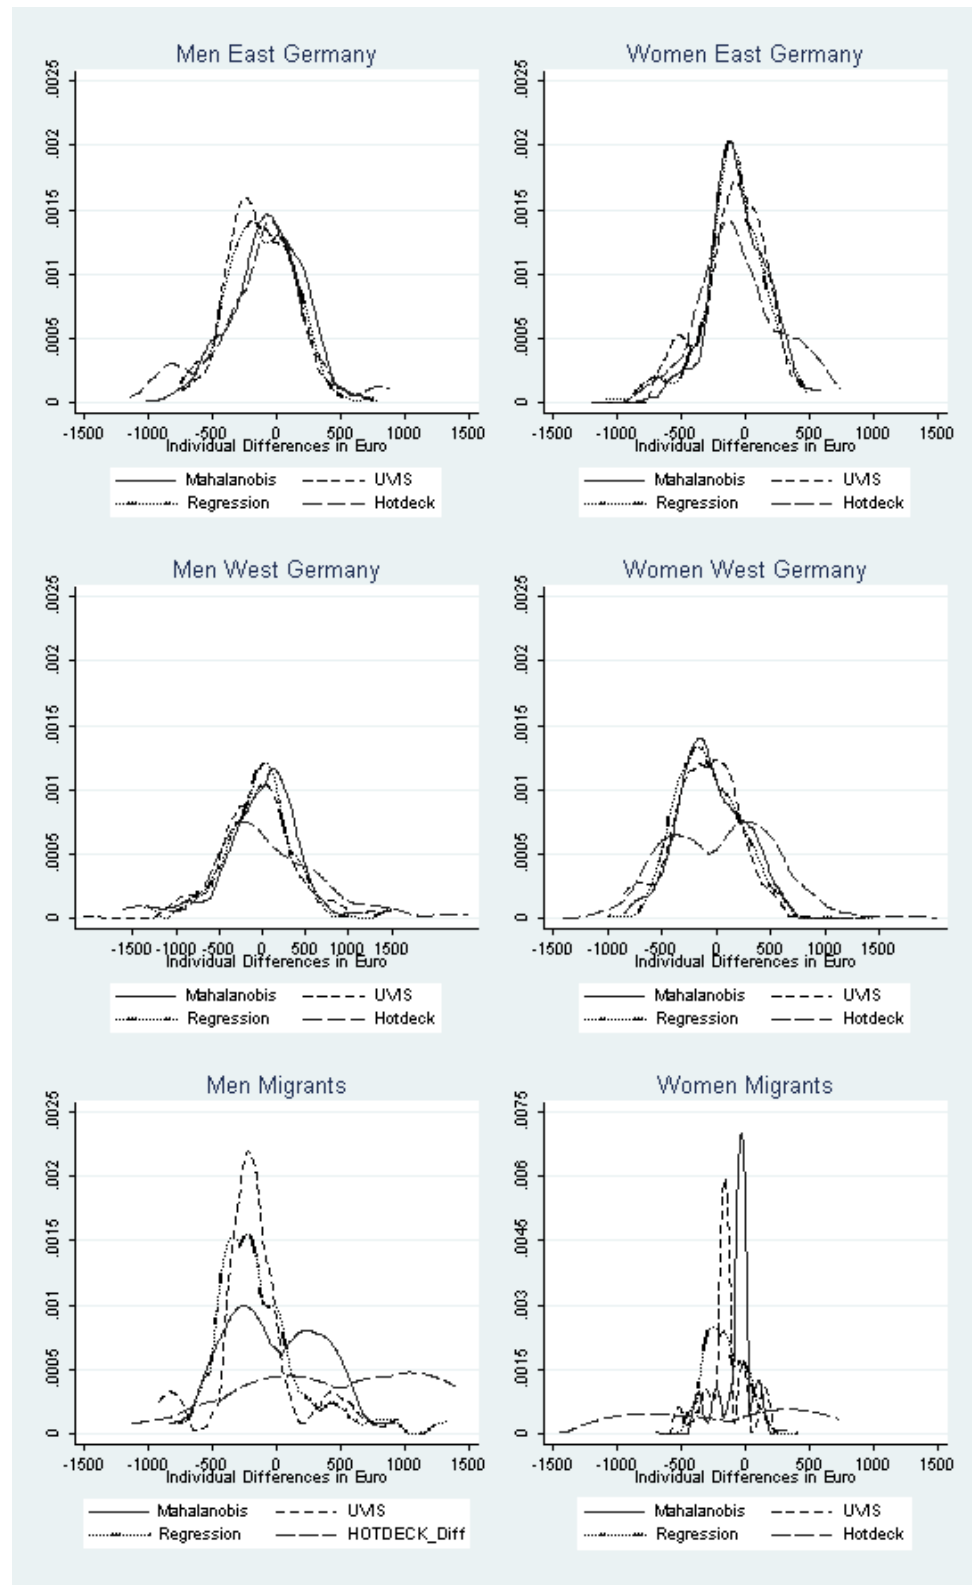 Men East Germany
Women East Germany
.0025
.002
.0015
.001
.0005
0
-1500 -1000 -500 0 500 1000 1500
Individual Differences in Euro
Mahalanobis UVIS
Regression Hotdeck
.0025
.002
.0015
.001
.0005
0
-1500 -1000 -500 0 500 1000 1500
Individual Differences in Euro
Mahalanobis UVIS
Regression Hotdeck
Men West Germany
Women West Germany
.0025
.002
.0015
.001
.0005
0
-1500 -1000 -500 0 500 1000 1500
Individual Differences in Euro
Mahalanobis UVIS
Regression Hotdeck
.0025
.002
.0015
.001
.0005
0
-1500 -1000 -500 0 500 1000 1500
Individual Differences in Euro
Mahalanobis UVIS
Regression Hotdeck
Men Migrants
Women Migrants
.0025
.002
.0015
.001
.0005
0
-1500 -1000 -500 0 500 1000 1500
Individual Differences in Euro
Mahalanobis UVIS
Regression HOTDECK_Diff
.0075
.006
.0045
.003
.0015
0
-1500 -1000 -500 0 500 1000 1500
Individual Differences in Euro
Mahalanobis UVIS
Regression Hotdeck